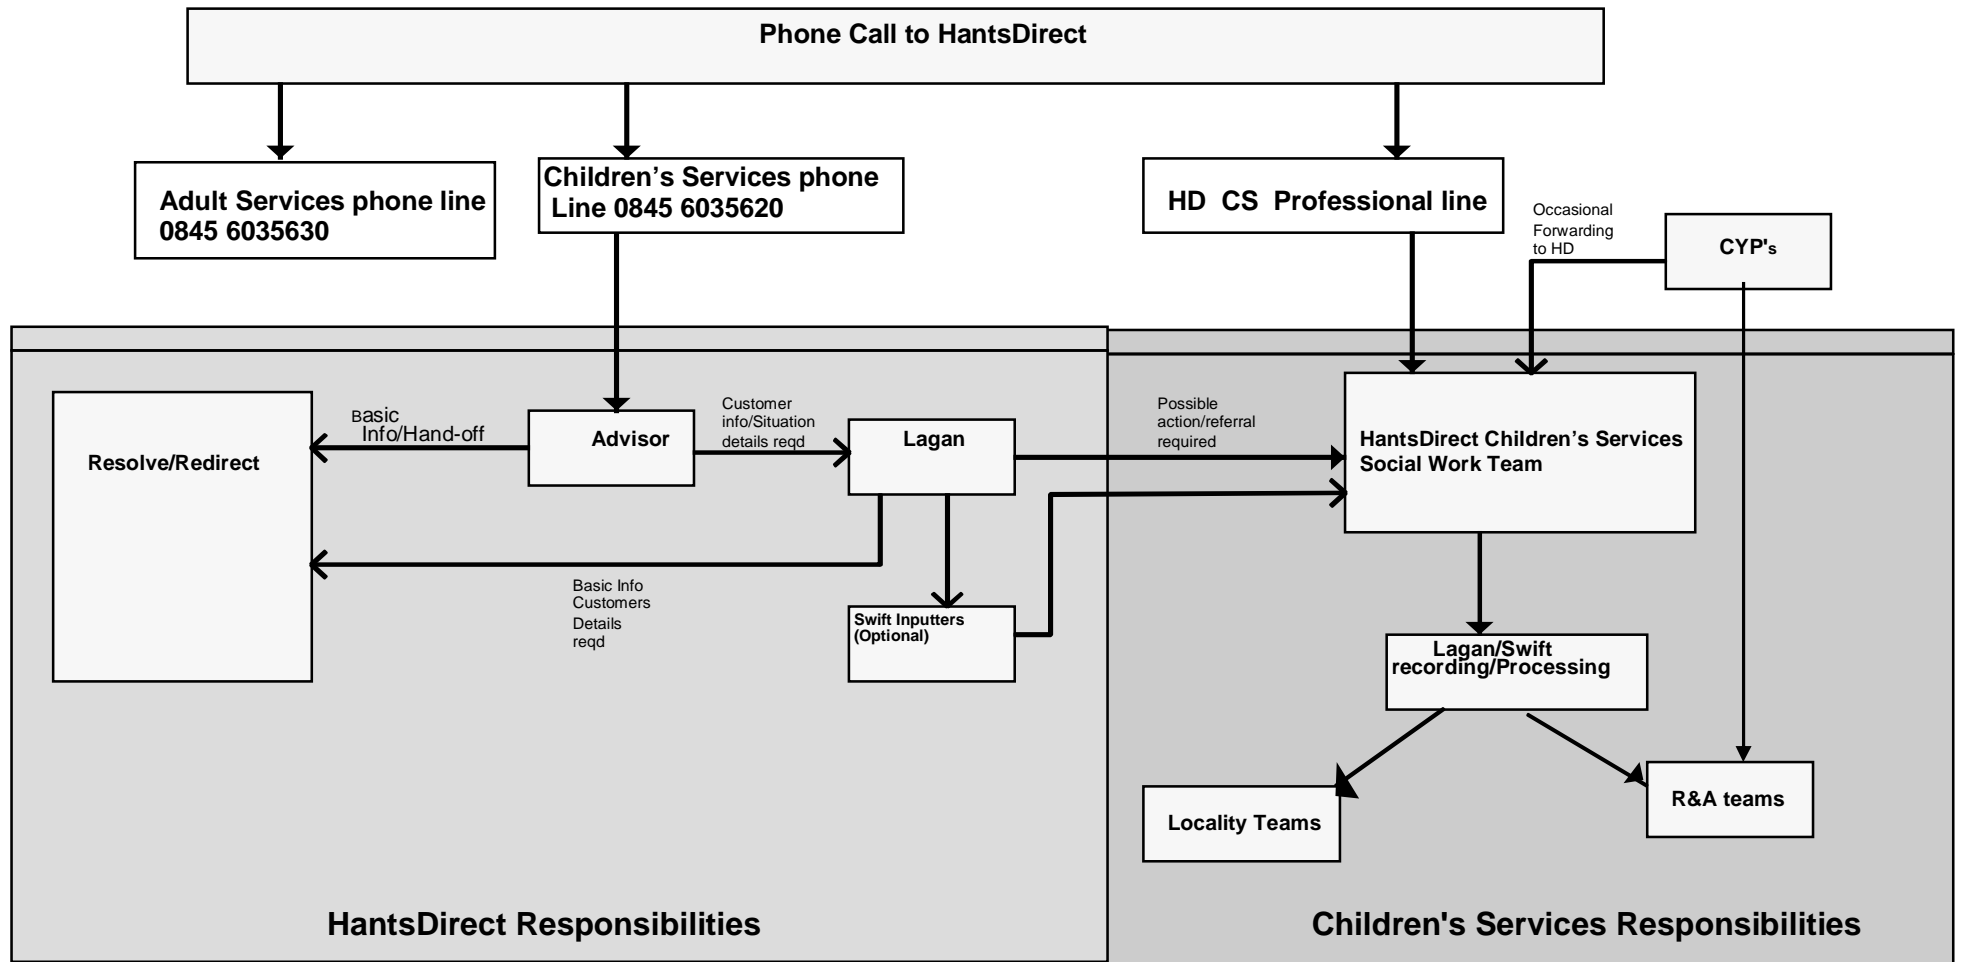 Phone Call to HantsDirect
Adult Services phone line
0845 6035630
Children’s Services phone
Line 0845 6035620
HD CS Professional line
Occasional
Forwarding
to HD
CYP's
Resolve/Redirect
Basic
Info/Hand-off
Advisor
Customer
info/Situation
details reqd
Lagan
Possible
action/referral
required
HantsDirect Children’s Services
Social Work Team
Basic Info
Customers
Details
reqd
Swift Inputters
(Optional)
Lagan/Swift
recording/Processing
Locality Teams
R&A teams
HantsDirect Responsibilities
Children's Services Responsibilities